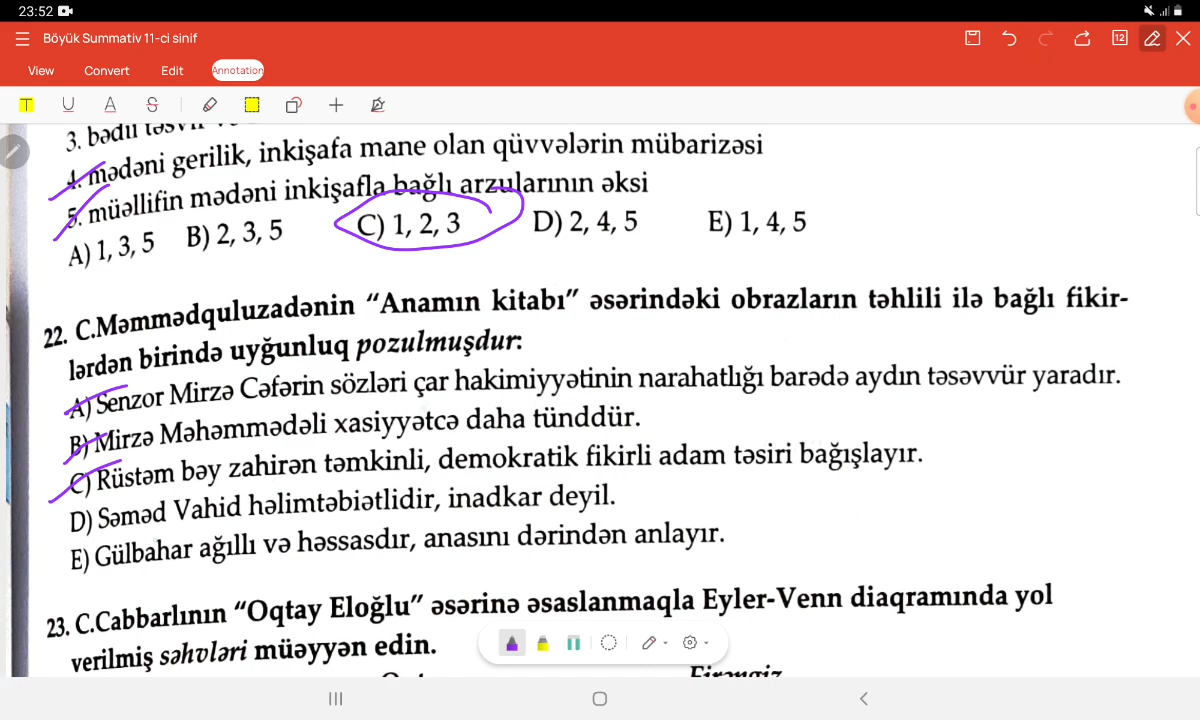 23:52
Böyük Summativ 11-ci sinif
12
View Convert Edit Annotation
T U A S
3. bədii təsvir
4. mədəni gerilik, inkişafa mane olan qüvvələrin mübarizəsi
5. müəllifin mədəni inkişafla bağlı arzularının əksi
A) 1, 3, 5 B) 2, 3, 5 C) 1, 2, 3 D) 2, 4, 5 E) 1, 4, 5
22. C.Məmmədquluzadənin “Anamın kitabı” əsərindəki obrazların təhlili ilə bağlı fikir-
lərdən birində uyğunluq pozulmuşdur:
A) Senzor Mirzə Cəfərin sözləri çar hakimiyyətinin narahatlığı barədə aydın təsəvvür yaradır.
B) Mirzə Məhəmmədəli xasiyyətcə daha tünddür.
C) Rüstəm bəy zahirən təmkinli, demokratik fikirli adam təsiri bağışlayır.
D) Səməd Vahid həlimtəbiətlidir, inadkar deyil.
E) Gülbahar ağıllı və həssasdır, anasını dərindən anlayır.
23. C.Cabbarlının “Oqtay Eloğlu” əsərinə əsaslanmaqla Eyler-Venn diaqramında yol
verilmiş səhvləri müəyyən edin.
Firəngiz